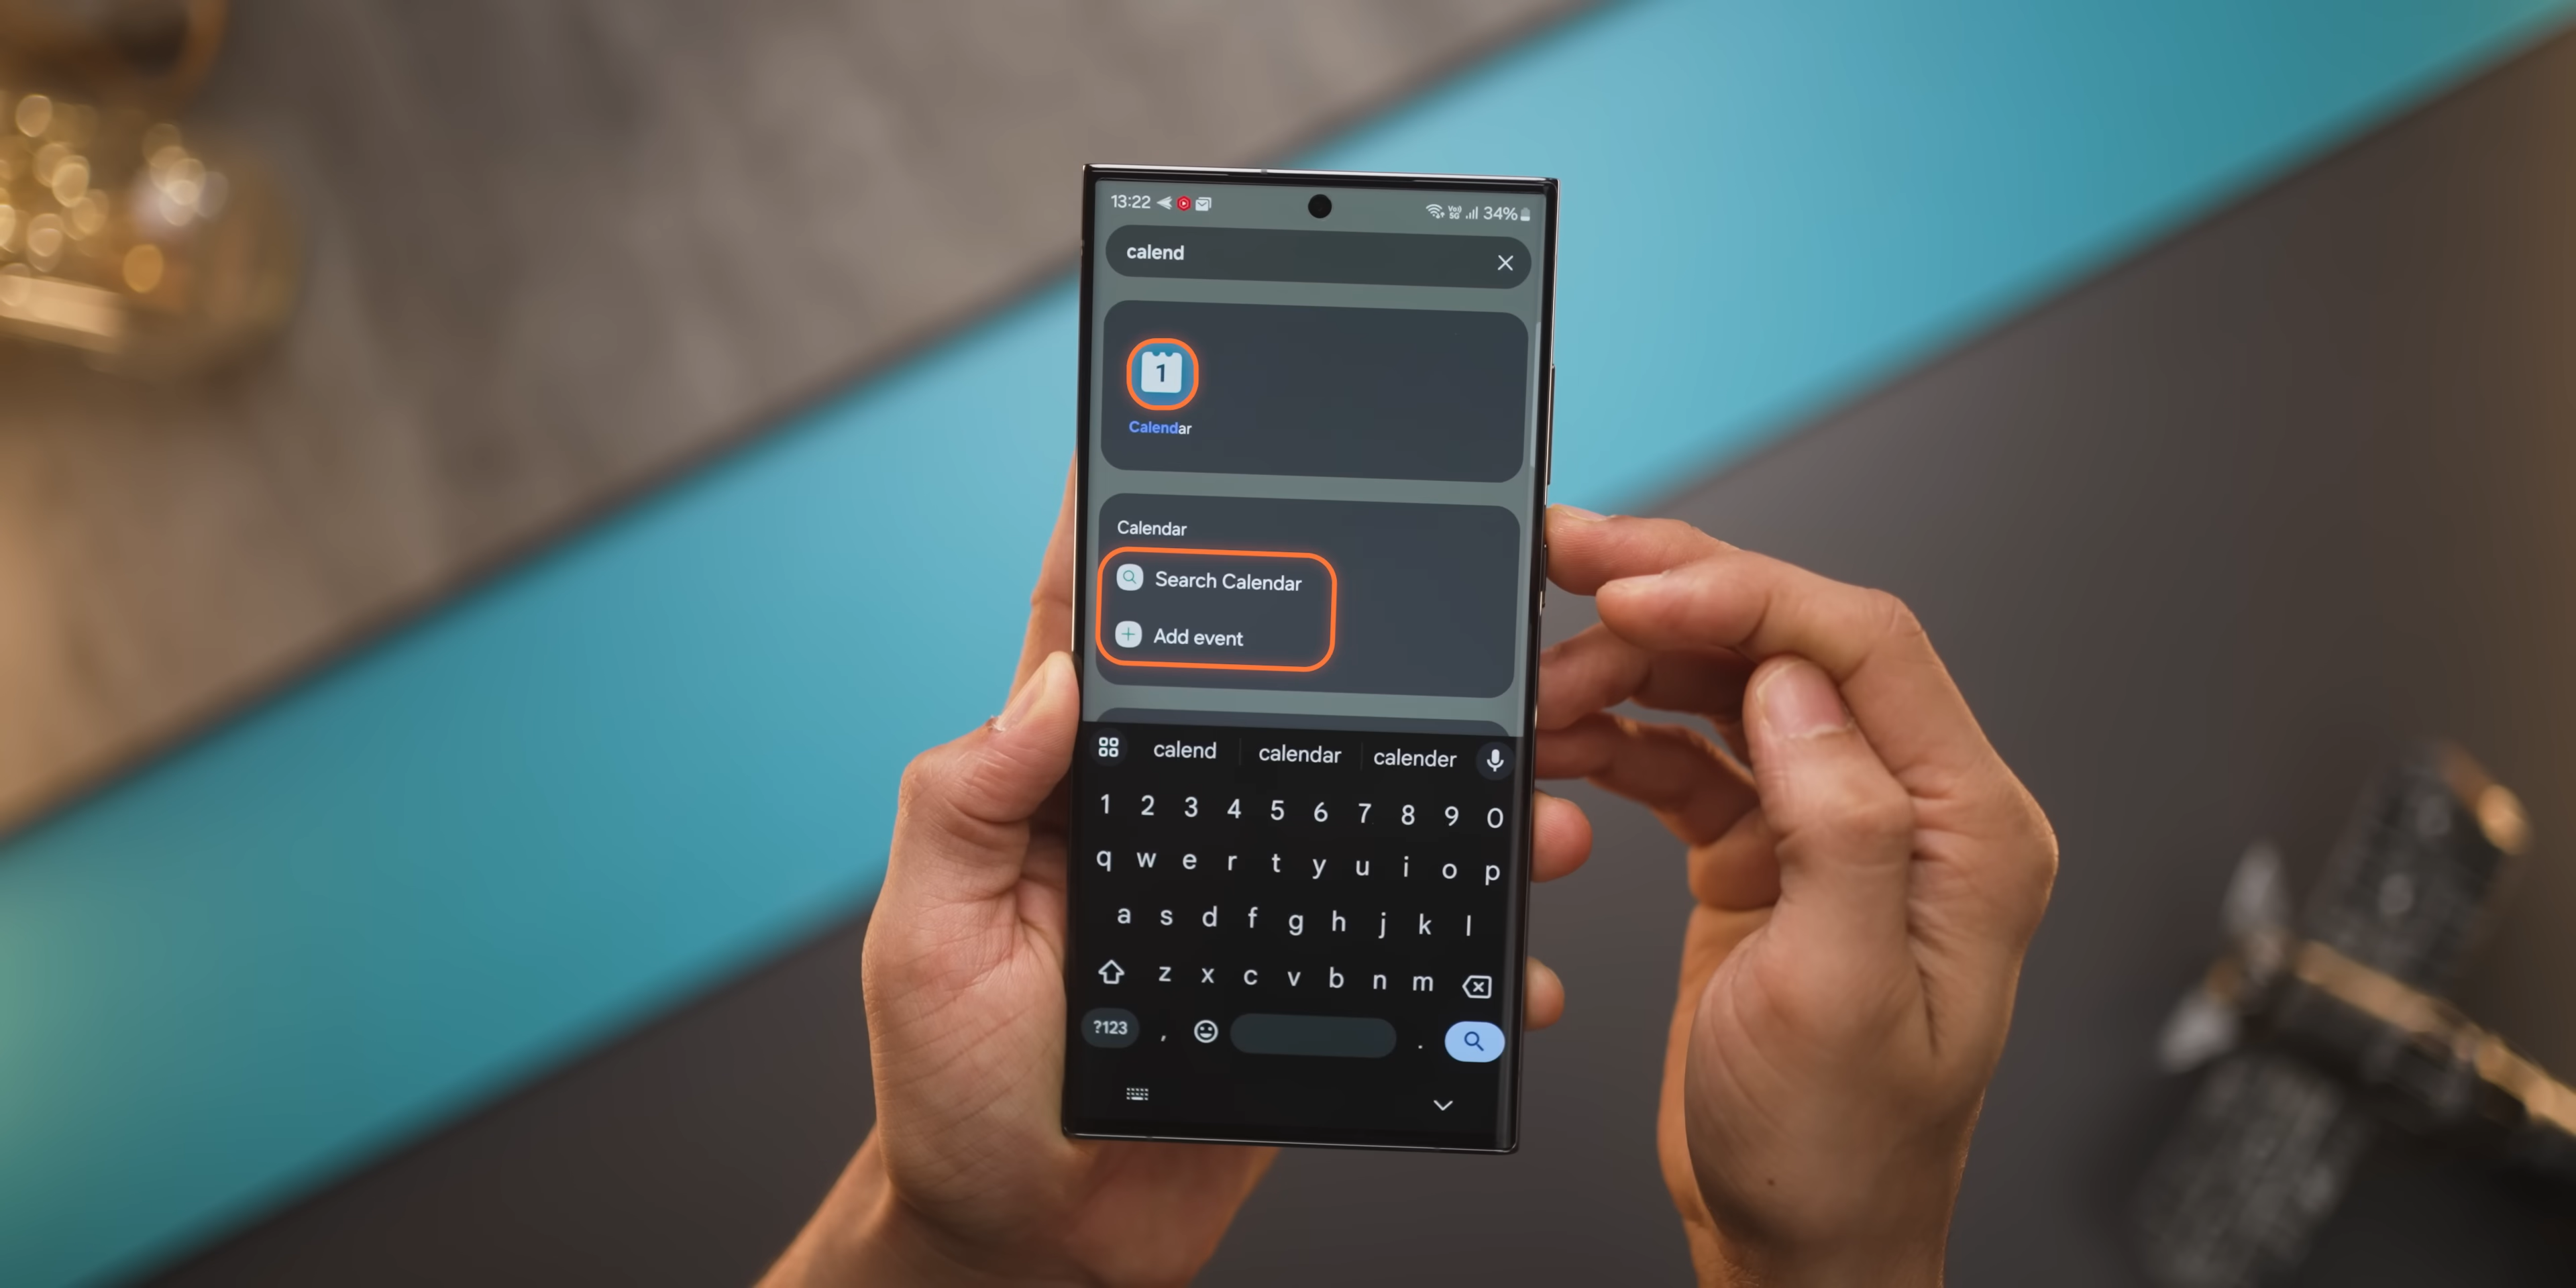 13:22 34%
calend
1
Calendar
Calendar
Search Calendar
Add event
calend calendar calender
1 2 3 4 5 6 7 8 9 0
q w e r t y u i o p
a s d f g h j k l
z x c v b n m
?123 , .